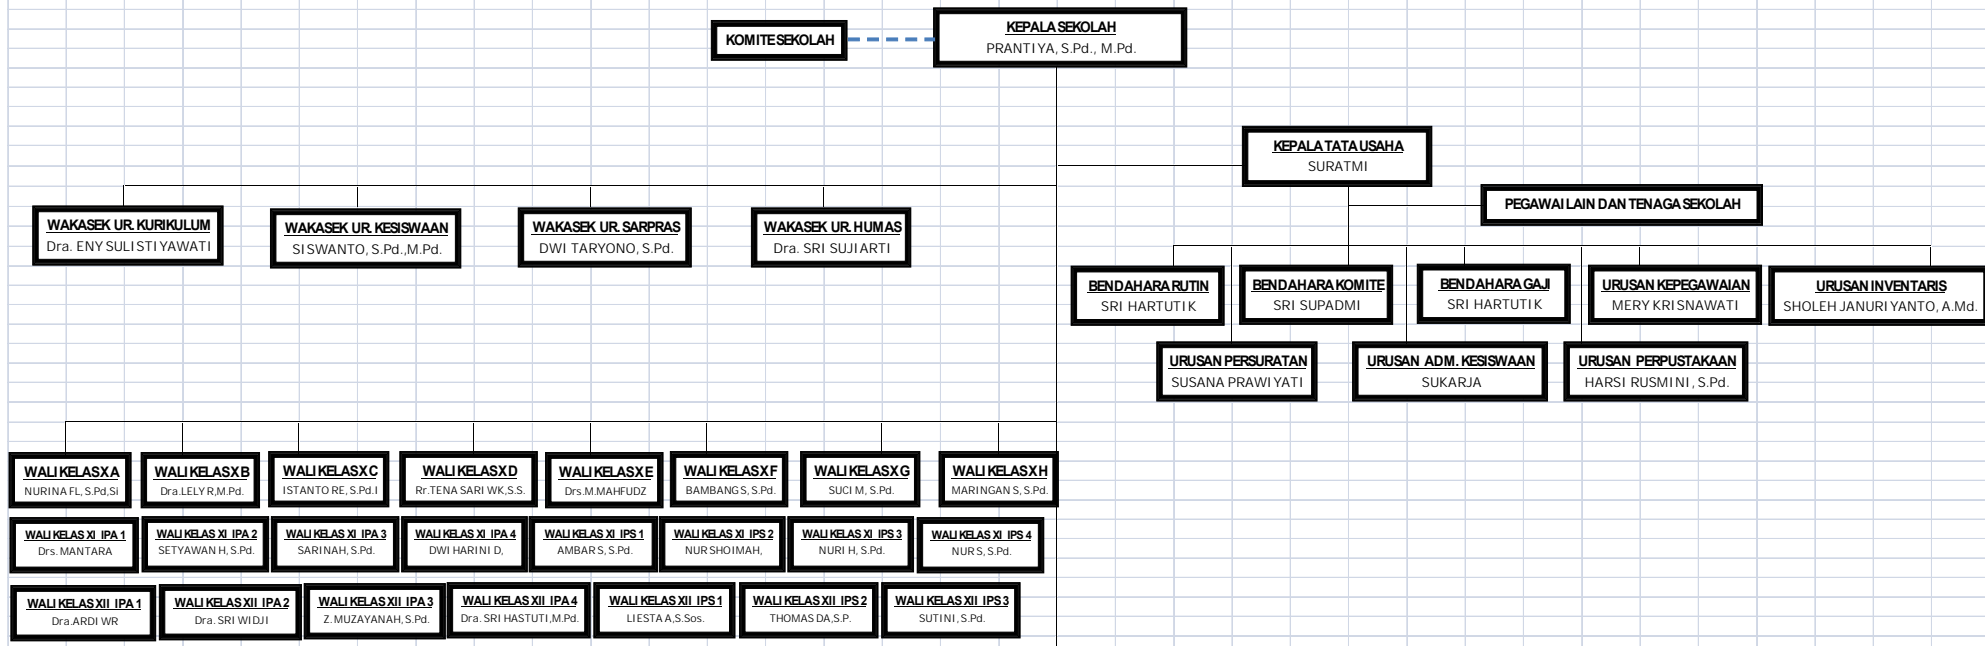 KOMITE SEKOLAH
KEPALA SEKOLAH
PRANTIYA, S.Pd., M.Pd.
KEPALA TATA USAHA
SURATMI
PEGAWAI LAIN DAN TENAGA SEKOLAH
WAKASEK UR. KURIKULUM
Dra. ENY SULISTIYAWATI
WAKASEK UR. KESISWAAN
SISWANTO, S.Pd.,M.Pd.
WAKASEK UR. SARPRAS
DWI TARYONO, S.Pd.
WAKASEK UR. HUMAS
Dra. SRI SUJIARTI
BENDAHARA RUTIN
SRI HARTUTIK
BENDAHARA KOMITE
SRI SUPADMI
BENDAHARA GAJI
SRI HARTUTIK
URUSAN KEPEGAWAIAN
MERY KRISNAWATI
URUSAN INVENTARIS
SHOLEH JANURIYANTO, A.Md.
URUSAN PERSURATAN
SUSANA PRAWIYATI
URUSAN ADM. KESISWAAN
SUKARJA
URUSAN PERPUSTAKAAN
HARSI RUSMINI, S.Pd.
WALI KELAS X A
NURINA FL, S.Pd,Si
WALI KELAS X B
Dra.LELY R,M.Pd.
WALI KELAS X C
ISTANTO RE, S.Pd.I
WALI KELAS X D
Rr.TENA SARI WK,S.S.
WALI KELAS X E
Drs.M.MAHFUDZ
WALI KELAS X F
BAMBANG S, S.Pd.
WALI KELAS X G
SUCI M, S.Pd.
WALI KELAS X H
MARINGAN S, S.Pd.
WALI KELAS XI IPA 1
Drs. MANTARA
WALI KELAS XI IPA 2
SETYAWAN H, S.Pd.
WALI KELAS XI IPA 3
SARINAH, S.Pd.
WALI KELAS XI IPA 4
DWI HARINI D,
WALI KELAS XI IPS 1
AMBAR S, S.Pd.
WALI KELAS XI IPS 2
NUR SHOIMAH,
WALI KELAS XI IPS 3
NURI H, S.Pd.
WALI KELAS XI IPS 4
NUR S, S.Pd.
WALI KELAS XII IPA 1
Dra.ARDI WR
WALI KELAS XII IPA 2
Dra. SRI WIDJI
WALI KELAS XII IPA 3
Z. MUZAYANAH, S.Pd.
WALI KELAS XII IPA 4
Dra. SRI HASTUTI,M.Pd.
WALI KELAS XII IPS 1
LIESTA A,S.Sos.
WALI KELAS XII IPS 2
THOMAS DA,S.P.
WALI KELAS XII IPS 3
SUTINI, S.Pd.